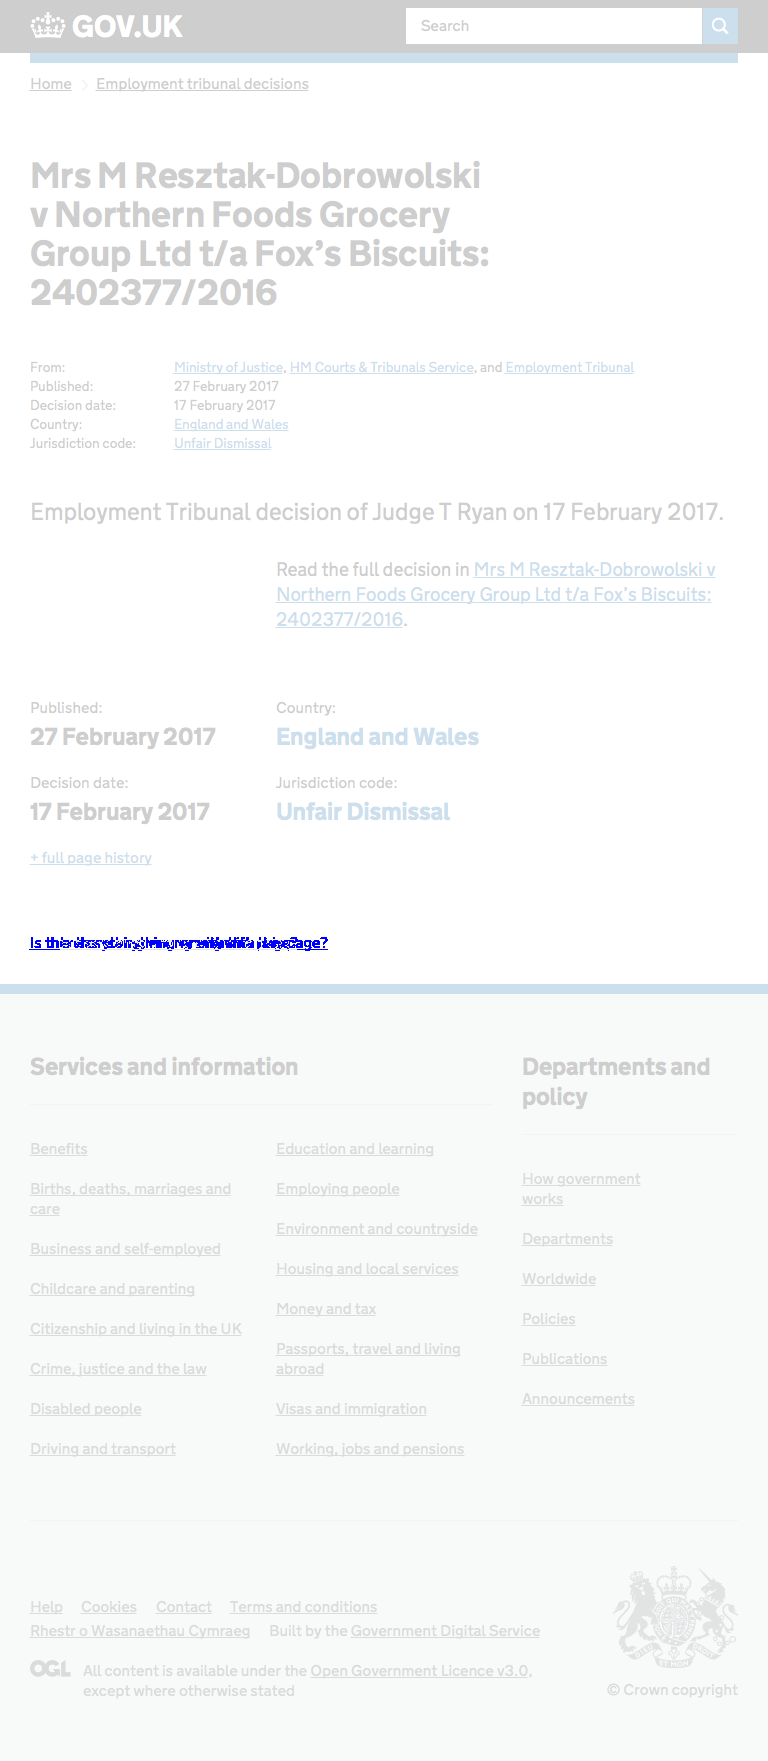 GOV.UK
Search
Home
Employment tribunal decisions
Mrs M Resztak-Dobrowolski
v Northern Foods Grocery
Group Ltd t/a Fox’s Biscuits:
2402377/2016
From: Ministry of Justice, HM Courts & Tribunals Service, and Employment Tribunal
Published: 27 February 2017
Decision date: 17 February 2017
Country: England and Wales
Jurisdiction code: Unfair Dismissal
Employment Tribunal decision of Judge T Ryan on 17 February 2017.
Read the full decision in Mrs M Resztak-Dobrowolski v
Northern Foods Grocery Group Ltd t/a Fox's Biscuits:
2402377/2016.
Published:
27 February 2017
Country:
England and Wales
Decision date:
17 February 2017
Jurisdiction code:
Unfair Dismissal
+ full page history
Services and information
Benefits
Births, deaths, marriages and
care
Business and self-employed
Childcare and parenting
Citizenship and living in the UK
Crime, justice and the law
Disabled people
Driving and transport
Education and learning
Employing people
Environment and countryside
Housing and local services
Money and tax
Passports, travel and living
abroad
Visas and immigration
Working, jobs and pensions
Departments and
policy
How government
works
Departments
Worldwide
Policies
Publications
Announcements
Help Cookies Contact Terms and conditions
Rhestr o Wasanaethau Cymraeg Built by the Government Digital Service
OGL All content is available under the Open Government Licence v3.0,
except where otherwise stated
© Crown copyright